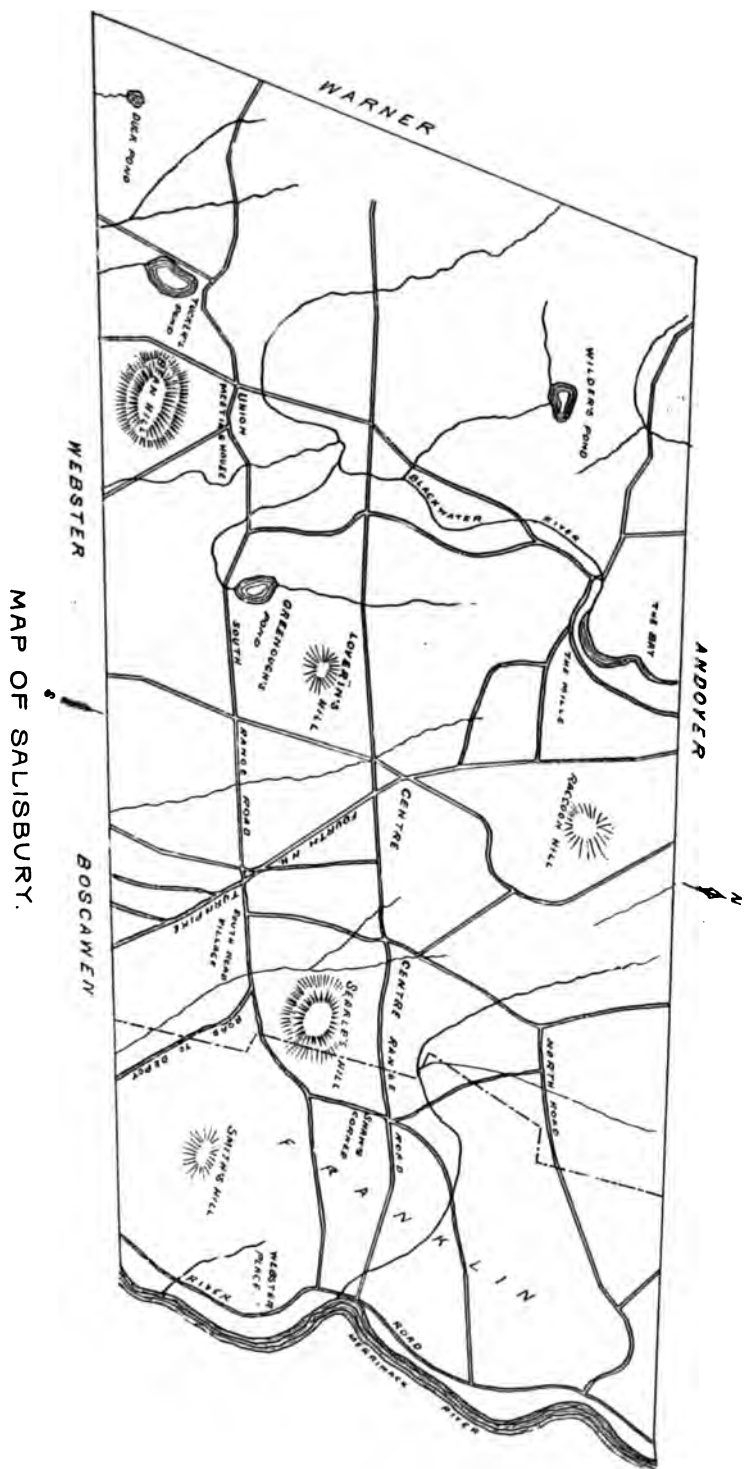 WARNER
DUCK POND
TUCKER'S
POND
WILDER'S POND
UNION
MEETING HOUSE
WEBSTER
BLACKWATER
RIVER
THE BAY
THE MILLS
ANDOVER
GREENOUGH'S
POND
LOVERIN'S
HILL
SOUTH
RANGE
ROAD
CENTRE
RACCOON HILL
FOURTH N.H.
TURNPIKE
SOUTH ROAD
VILLAGE
BOSCAWEN
ROAD
TO DEPOT
SEARLE'S
HILL
CENTRE
RANGE
ROAD
NORTH
ROAD
SHAW'S
CORNER
FRANKLIN
SMITH'S HILL
WEBSTER
PLACE
RIVER
ROAD
MERRIMACK
RIVER
N
S
MAP OF SALISBURY.